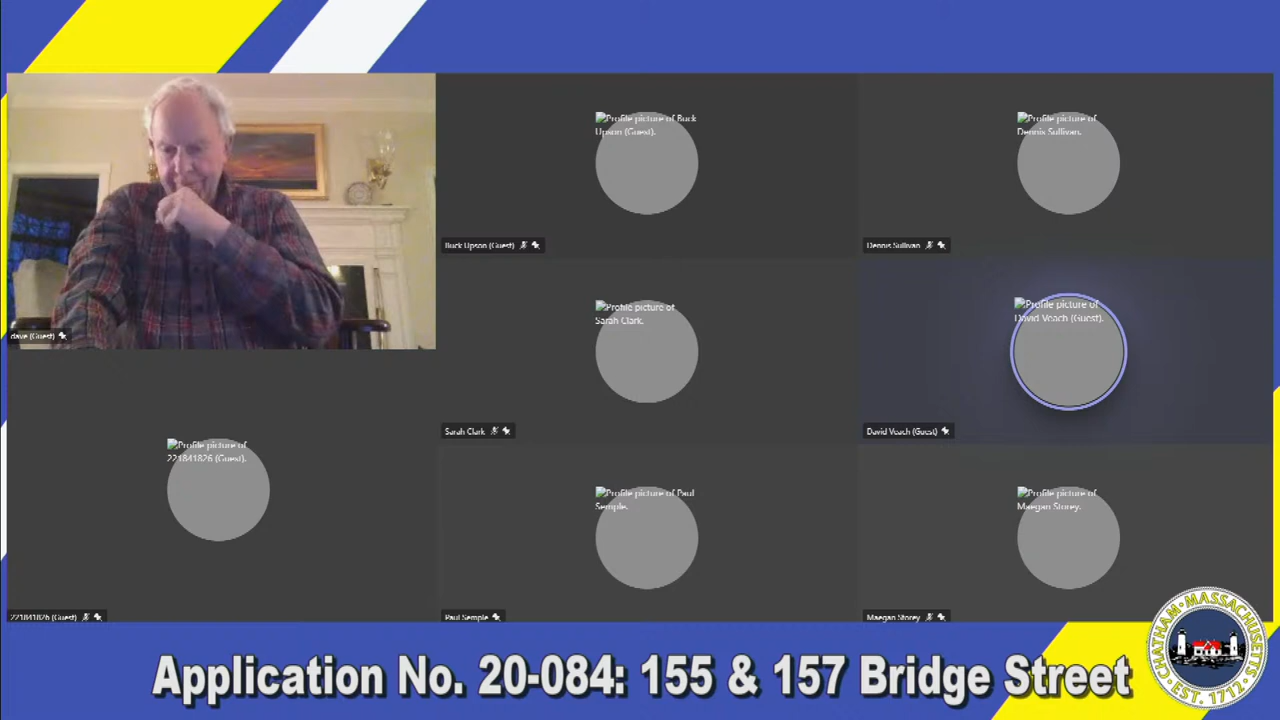 Profile picture of Buck
Upson (Guest).
Profile picture of
Dennis Sullivan.
Buck Upson (Guest)
Dennis Sullivan
dave (Guest)
Profile picture of
Sarah Clark.
Profile picture of
David Veach (Guest).
Sarah Clark
David Veach (Guest)
Profile picture of
221841826 (Guest).
Profile picture of Paul
Semple.
Profile picture of
Maegan Storey.
221841826 (Guest)
Paul Semple
Maegan Storey
CHATHAM · MASSACHUSETTS
EST. 1712
Application No. 20-084: 155 & 157 Bridge Street